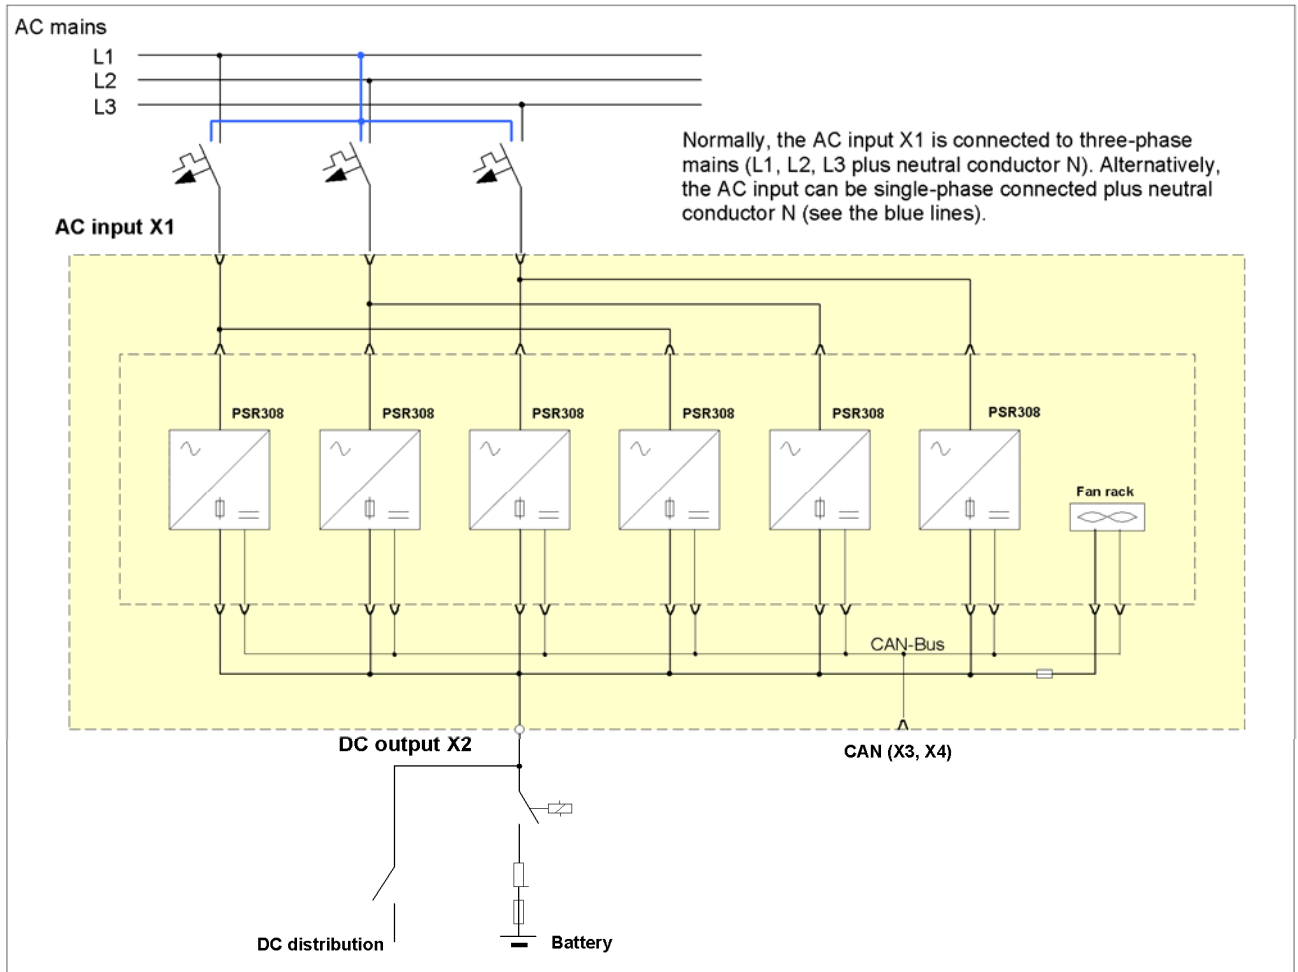 AC mains
L1
L2
L3
Normally, the AC input X1 is connected to three-phase
mains (L1, L2, L3 plus neutral conductor N). Alternatively,
the AC input can be single-phase connected plus neutral
conductor N (see the blue lines).
AC input X1
PSR308
PSR308
PSR308
PSR308
PSR308
PSR308
Fan rack
CAN-Bus
DC output X2
CAN (X3, X4)
DC distribution
Battery